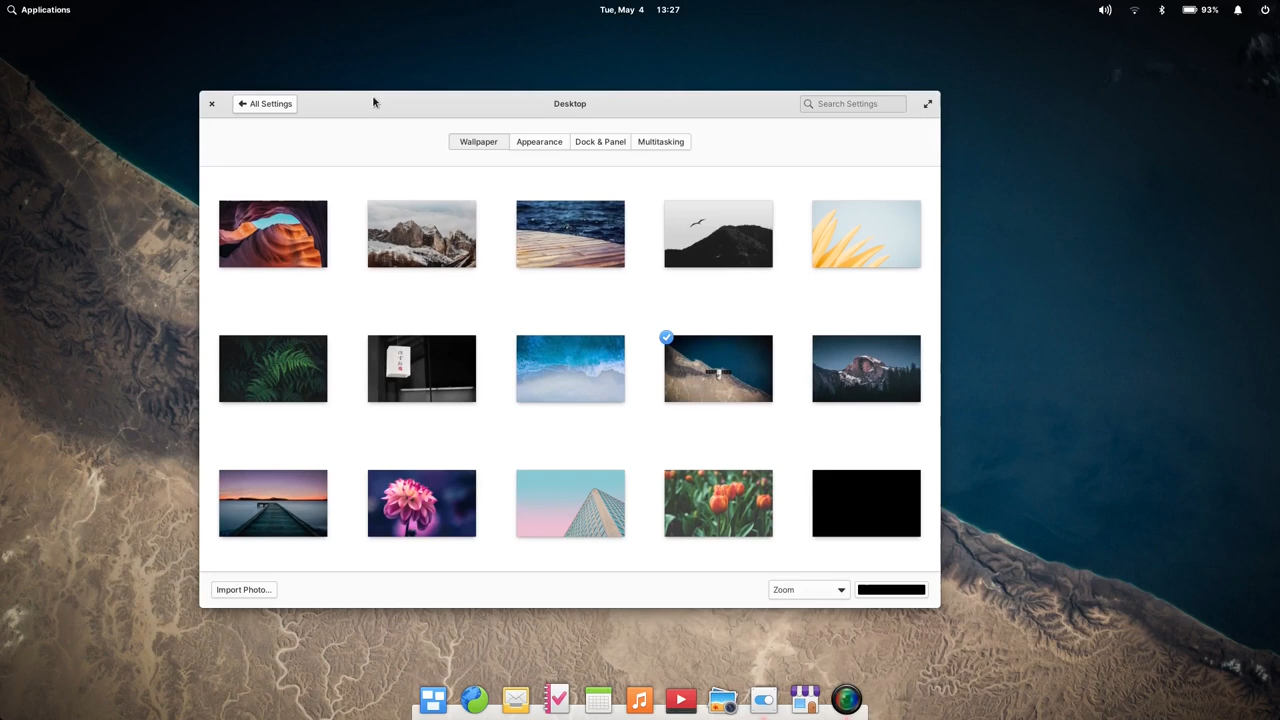 Applications
Tue, May 4 13:27
93%
All Settings
Desktop
Search Settings
Wallpaper
Appearance
Dock & Panel
Multitasking
Import Photo...
Zoom